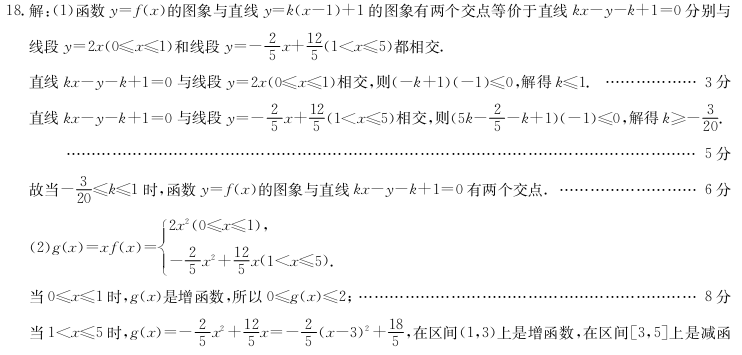 18.解:(1)函数 y=f(x)的图象与直线 y=k(x-1)+1 的图象有两个交点等价于直线 kx-y-k+1=0 分别与
线段 y=2x(0≤x≤1)和线段 y=-2/5x+12/5(1<x≤5)都相交.
直线 kx-y-k+1=0 与线段 y=2x(0≤x≤1)相交,则(-k+1)(-1)≤0,解得 k≤1. ……………… 3 分
直线 kx-y-k+1=0 与线段 y=-2/5x+12/5(1<x≤5)相交,则(5k-2/5-k+1)(-1)≤0,解得 k≥-3/20.
…………………………………………………………………………………………………………… 5 分
故当-3/20≤k≤1 时,函数 y=f(x)的图象与直线 kx-y-k+1=0 有两个交点. ……………………… 6 分
(2)g(x)=xf(x)={2x²(0≤x≤1),
-2/5x²+12/5x(1<x≤5).
当 0≤x≤1 时,g(x)是增函数,所以 0≤g(x)≤2; ………………………………………………………… 8 分
当 1<x≤5 时,g(x)=-2/5x²+12/5x=-2/5(x-3)²+18/5,在区间(1,3)上是增函数,在区间[3,5]上是减函